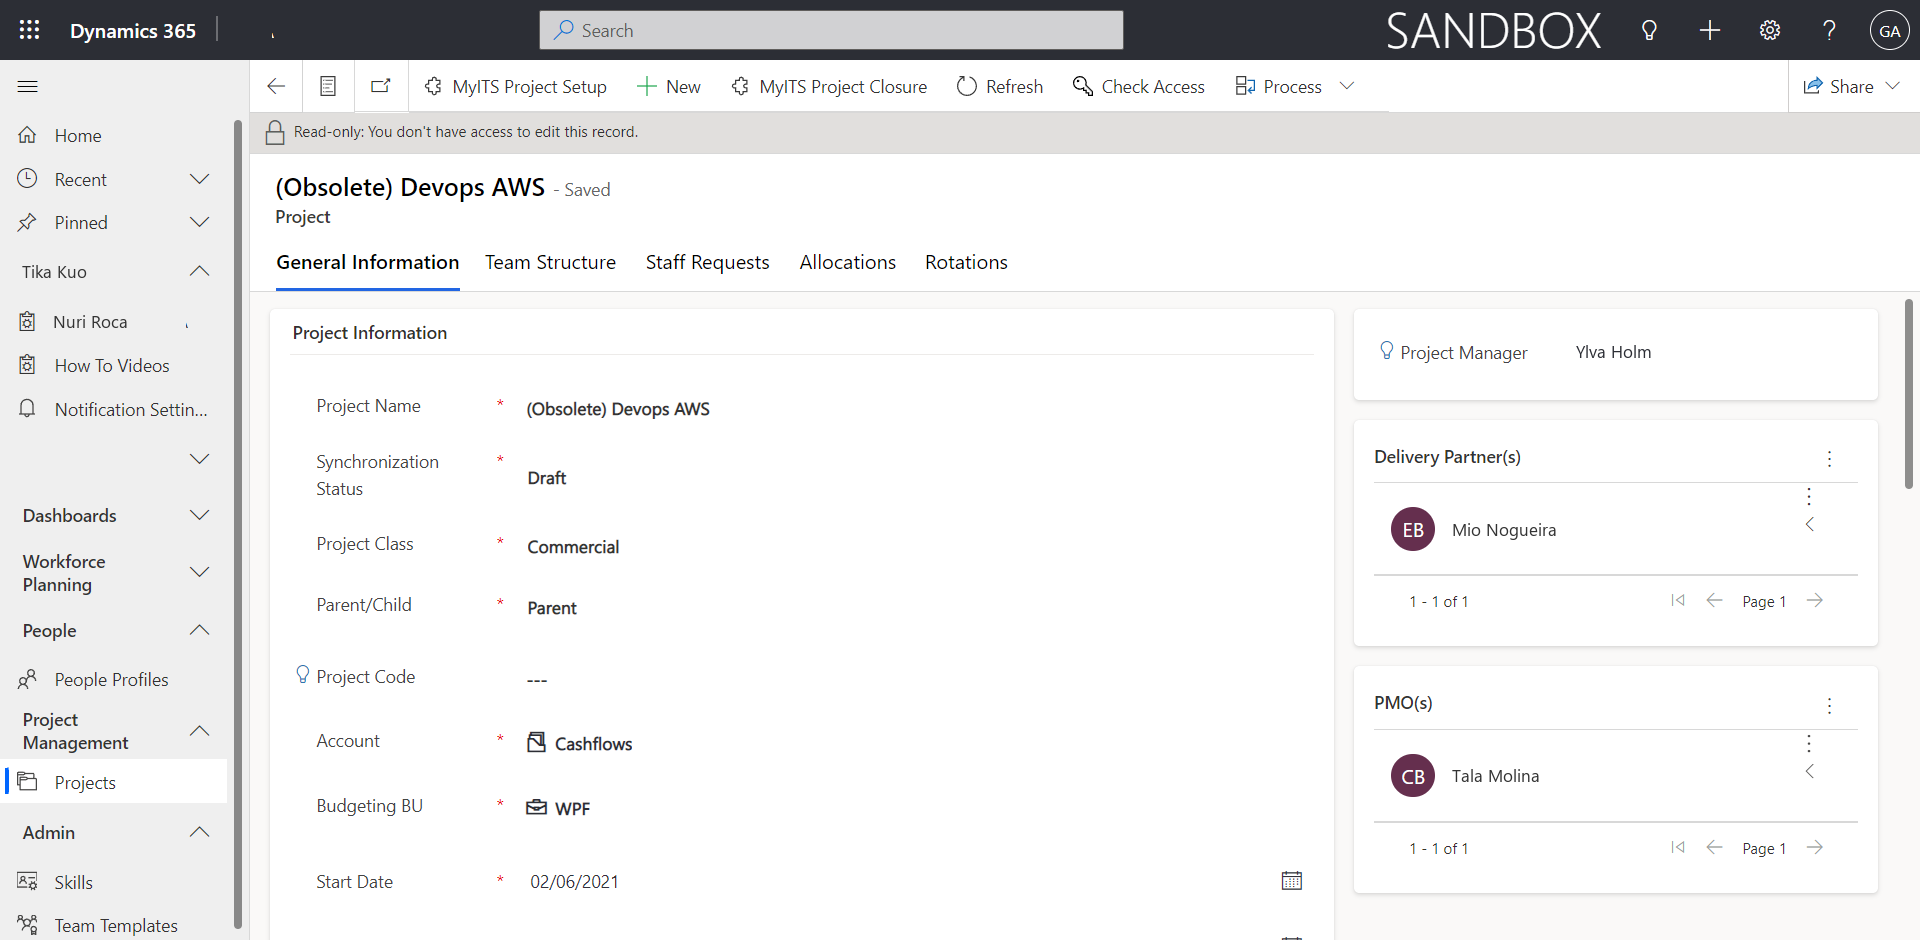 Dynamics 365
Search
SANDBOX
GA
MyITS Project Setup
New
MyITS Project Closure
Refresh
Check Access
Process
Share
Read-only: You don't have access to edit this record.
Home
Recent
Pinned
Tika Kuo
Nuri Roca
How To Videos
Notification Settin...
Dashboards
Workforce
Planning
People
People Profiles
Project
Management
Projects
Admin
Skills
Team Templates
(Obsolete) Devops AWS - Saved
Project
General Information
Team Structure
Staff Requests
Allocations
Rotations
Project Information
Project Name * (Obsolete) Devops AWS
Synchronization
Status * Draft
Project Class * Commercial
Parent/Child * Parent
Project Code ---
Account * Cashflows
Budgeting BU * WPF
Start Date * 02/06/2021
Project Manager Ylva Holm
Delivery Partner(s)
EB Mio Nogueira
1 - 1 of 1
Page 1
PMO(s)
CB Tala Molina
1 - 1 of 1
Page 1